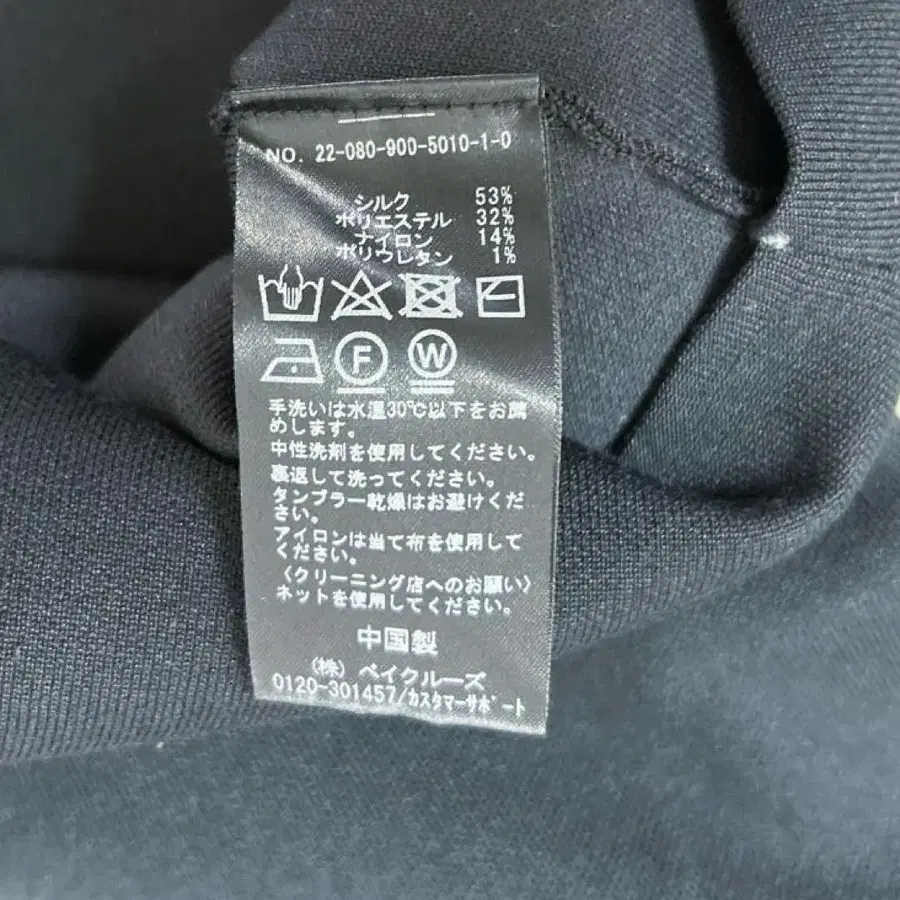 NO. 22-080-900-5010-1-0
シルク 53%
ポリエステル 32%
ナイロン 14%
ポリウレタン 1%
F W
手洗いは水温30℃以下をお薦
めします。
中性洗剤を使用してください。
裏返して洗ってください。
タンブラー乾燥はお避けくだ
さい。
アイロンは当て布を使用して
ください。
〈クリーニング店へのお願い〉
ネットを使用してください。
中国製
(株) ベイクルーズ
0120-301457/カスタマーサポート